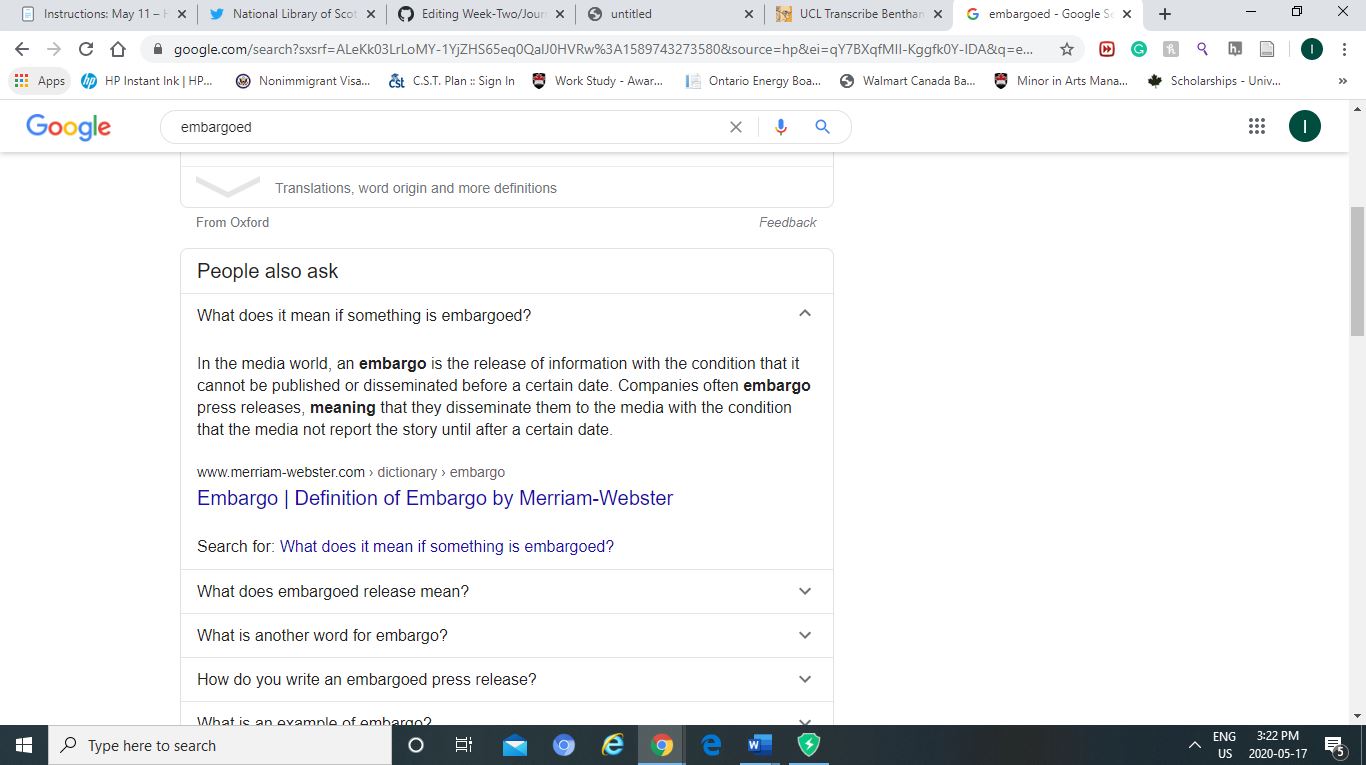 Instructions: May 11 – H
National Library of Scot
Editing Week-Two/Jour
untitled
UCL Transcribe Bentham
embargoed - Google Se
google.com/search?sxsrf=ALeKk03LrLoMY-1YjZHS65eq0QaIJ0HVRw%3A1589743273580&source=hp&ei=qY7BXqfMII-Kggfk0Y-IDA&q=e...
Apps
HP Instant Ink | HP...
Nonimmigrant Visa...
C.S.T. Plan :: Sign In
Work Study - Awar...
Ontario Energy Boa...
Walmart Canada Ba...
Minor in Arts Mana...
Scholarships - Univ...
»
Google
embargoed
I
Translations, word origin and more definitions
From Oxford
Feedback
People also ask
What does it mean if something is embargoed?
In the media world, an embargo is the release of information with the condition that it
cannot be published or disseminated before a certain date. Companies often embargo
press releases, meaning that they disseminate them to the media with the condition
that the media not report the story until after a certain date.
www.merriam-webster.com › dictionary › embargo
Embargo | Definition of Embargo by Merriam-Webster
Search for: What does it mean if something is embargoed?
What does embargoed release mean?
What is another word for embargo?
How do you write an embargoed press release?
What is an example of embargo?
Type here to search
ENG
US
3:22 PM
2020-05-17
5